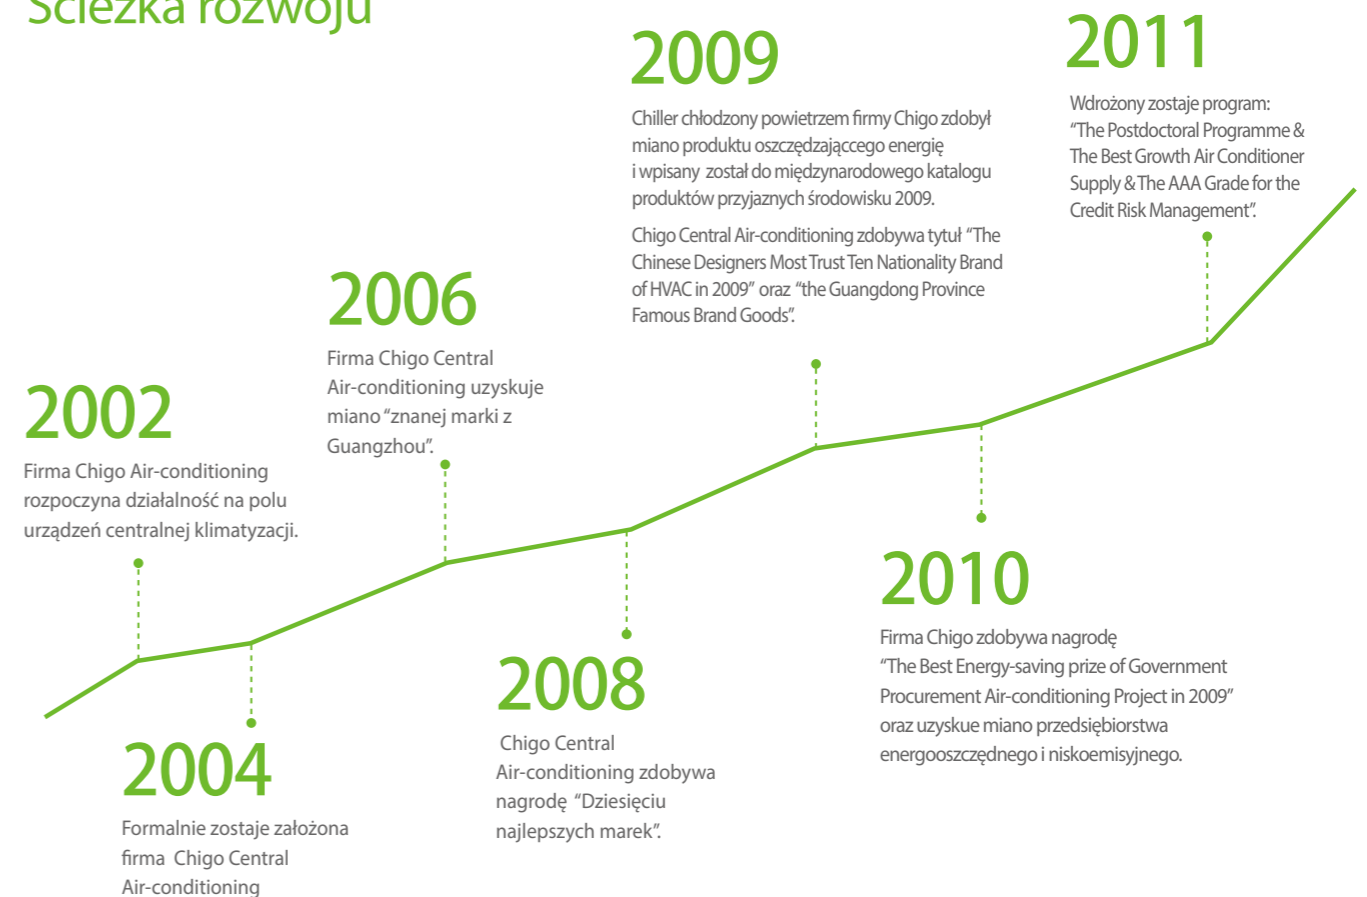 Ścieżka rozwoju
2002
Firma Chigo Air-conditioning
rozpoczyna działalność na polu
urządzeń centralnej klimatyzacji.
2004
Formalnie zostaje założona
firma Chigo Central
Air-conditioning
2006
Firma Chigo Central
Air-conditioning uzyskuje
miano “znanej marki z
Guangzhou”.
2008
Chigo Central
Air-conditioning zdobywa
nagrodę “Dziesięciu
najlepszych marek”.
2009
Chiller chłodzony powietrzem firmy Chigo zdobył
miano produktu oszczędzającego energię
i wpisany został do międzynarodowego katalogu
produktów przyjaznych środowisku 2009.
Chigo Central Air-conditioning zdobywa tytuł “The
Chinese Designers Most Trust Ten Nationality Brand
of HVAC in 2009” oraz “the Guangdong Province
Famous Brand Goods”.
2010
Firma Chigo zdobywa nagrodę
“The Best Energy-saving prize of Government
Procurement Air-conditioning Project in 2009”
oraz uzyskue miano przedsiębiorstwa
energooszczędnego i niskoemisyjnego.
2011
Wdrożony zostaje program:
“The Postdoctoral Programme &
The Best Growth Air Conditioner
Supply & The AAA Grade for the
Credit Risk Management”.